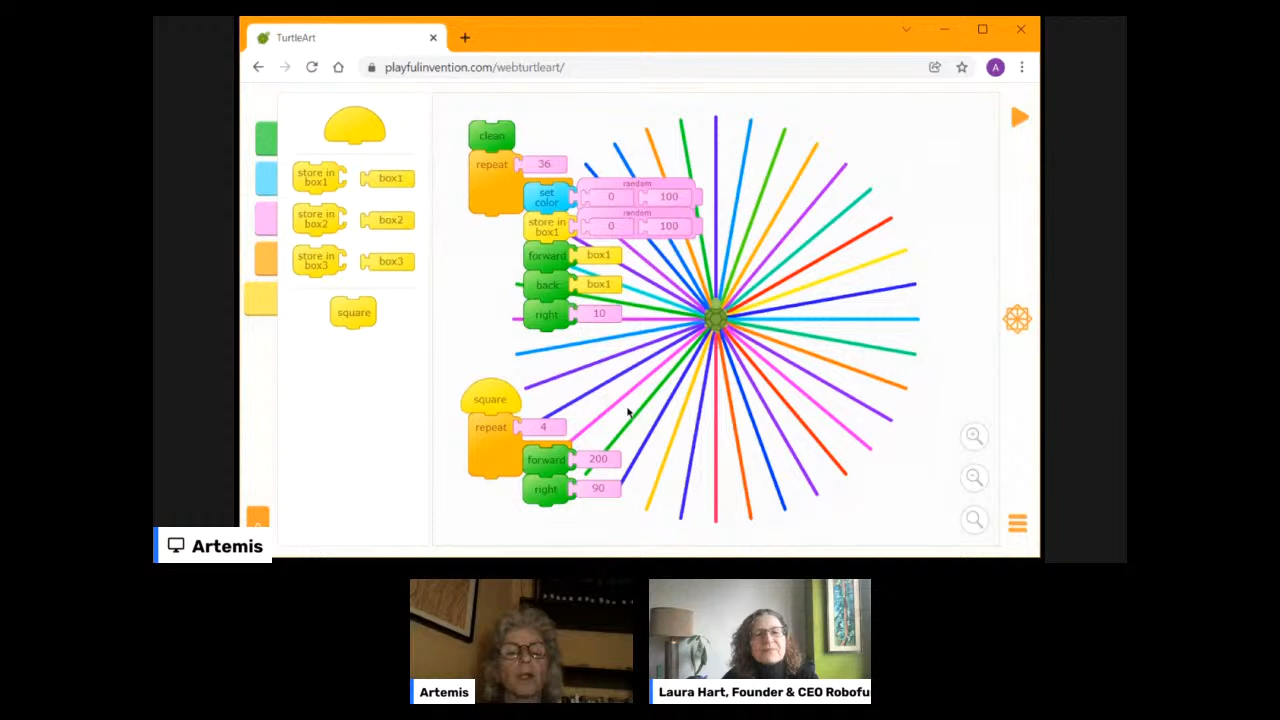 TurtleArt
playfulinvention.com/webturtleart/
A
store in
box1
box1
store in
box2
box2
store in
box3
box3
square
clean
repeat
36
set
color
random
0
100
store in
box1
random
0
100
forward
box1
back
box1
right
10
square
repeat
4
forward
200
right
90
Artemis
Artemis
Laura Hart, Founder & CEO Robofu